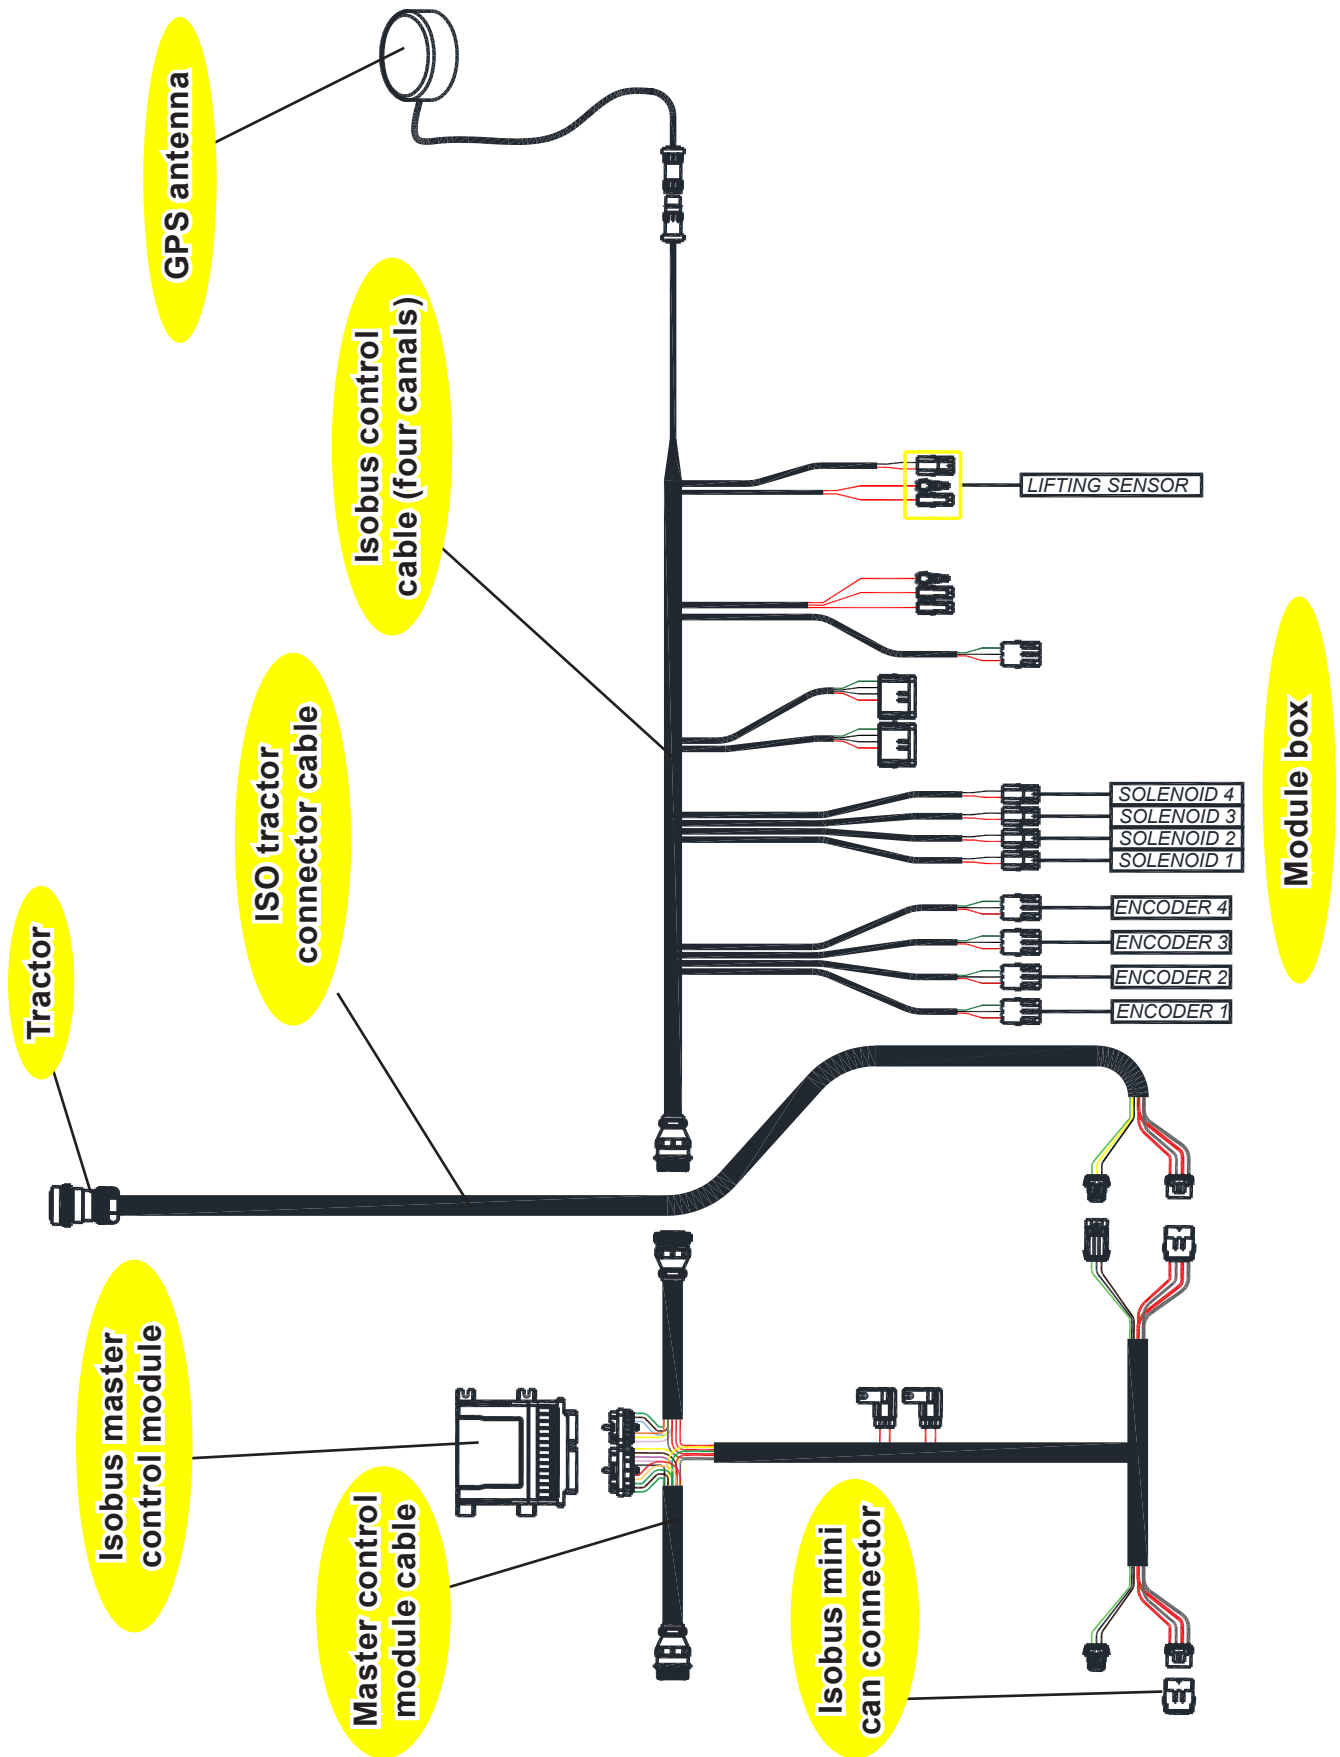 Tractor
GPS antenna
ISO tractor
connector cable
Isobus control
cable (four canals)
Isobus master
control module
Master control
module cable
Isobus mini
can connector
LIFTING SENSOR
SOLENOID 4
SOLENOID 3
SOLENOID 2
SOLENOID 1
ENCODER 4
ENCODER 3
ENCODER 2
ENCODER 1
Module box